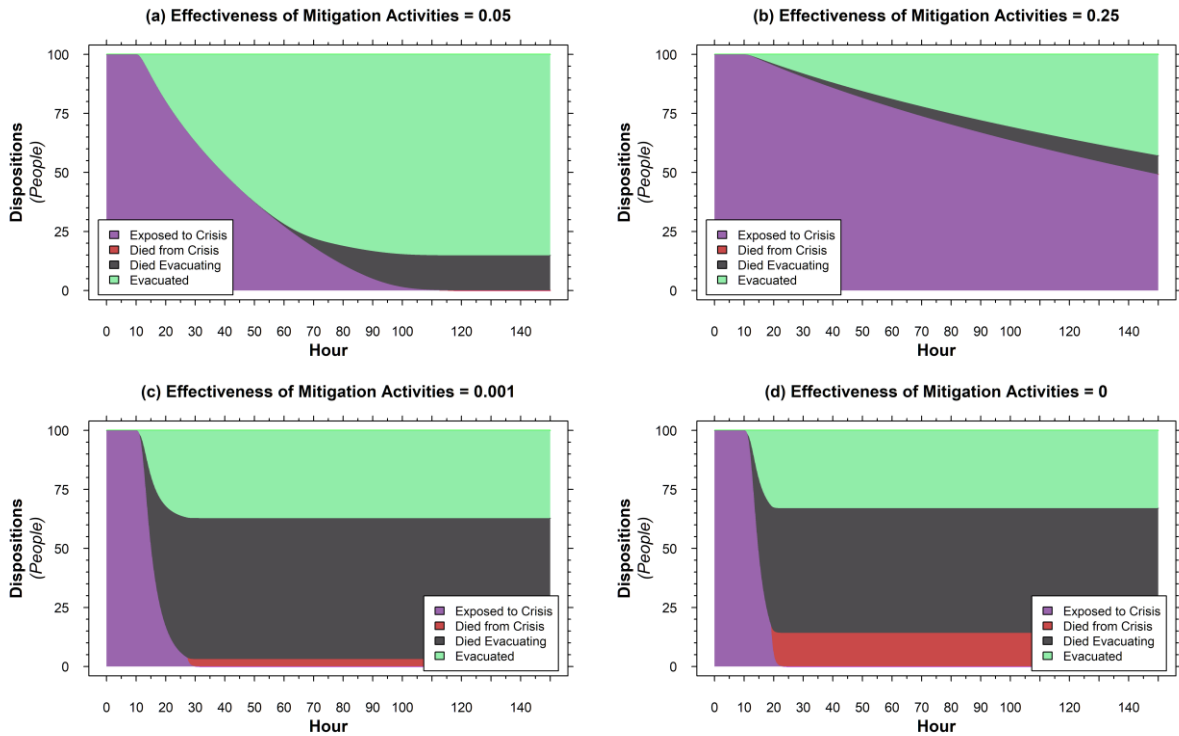 (a) Effectiveness of Mitigation Activities = 0.05
100
75
50
25
0
Dispositions
(People)
Exposed to Crisis
Died from Crisis
Died Evacuating
Evacuated
0 10 20 30 40 50 60 70 80 90 100 120 140
Hour
(b) Effectiveness of Mitigation Activities = 0.25
100
75
50
25
0
Dispositions
(People)
Exposed to Crisis
Died from Crisis
Died Evacuating
Evacuated
0 10 20 30 40 50 60 70 80 90 100 120 140
Hour
(c) Effectiveness of Mitigation Activities = 0.001
100
75
50
25
0
Dispositions
(People)
Exposed to Crisis
Died from Crisis
Died Evacuating
Evacuated
0 10 20 30 40 50 60 70 80 90 100 120 140
Hour
(d) Effectiveness of Mitigation Activities = 0
100
75
50
25
0
Dispositions
(People)
Exposed to Crisis
Died from Crisis
Died Evacuating
Evacuated
0 10 20 30 40 50 60 70 80 90 100 120 140
Hour